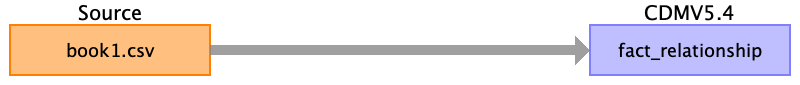 Source
CDMV5.4
book1.csv
fact_relationship